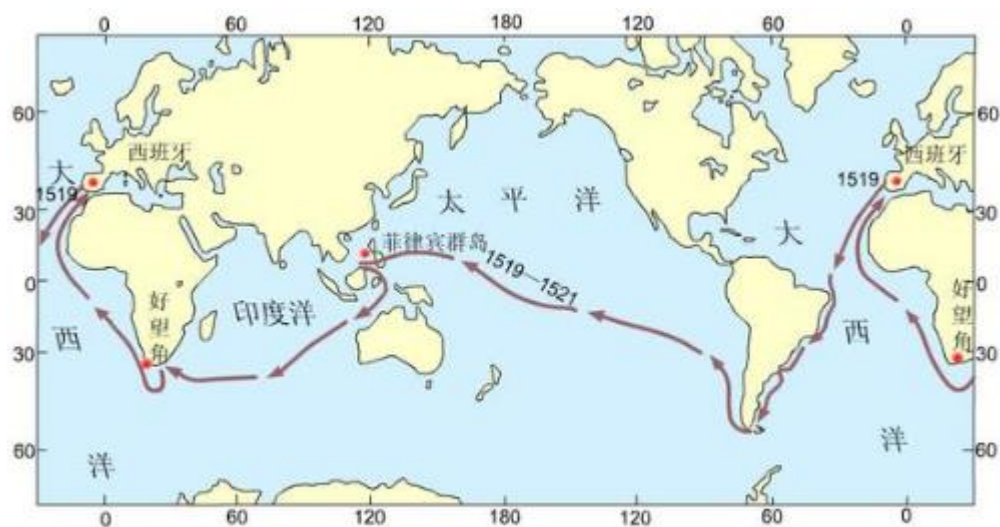 0 60 120 180 120 60 0
60 60
西班牙 西班牙
大 1519 1519
30 30
太平洋
大
菲律宾群岛
1519—1521
0 0
好望角 印度洋 好望角
西 西
30 30
60 60
洋 洋
0 60 120 180 120 60 0